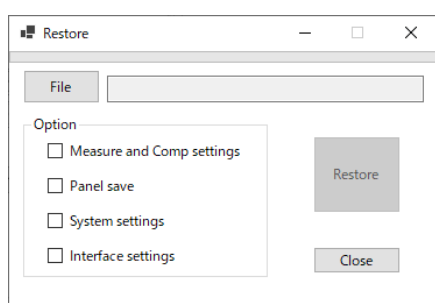 Restore
File
Option
Measure and Comp settings
Panel save
System settings
Interface settings
Restore
Close